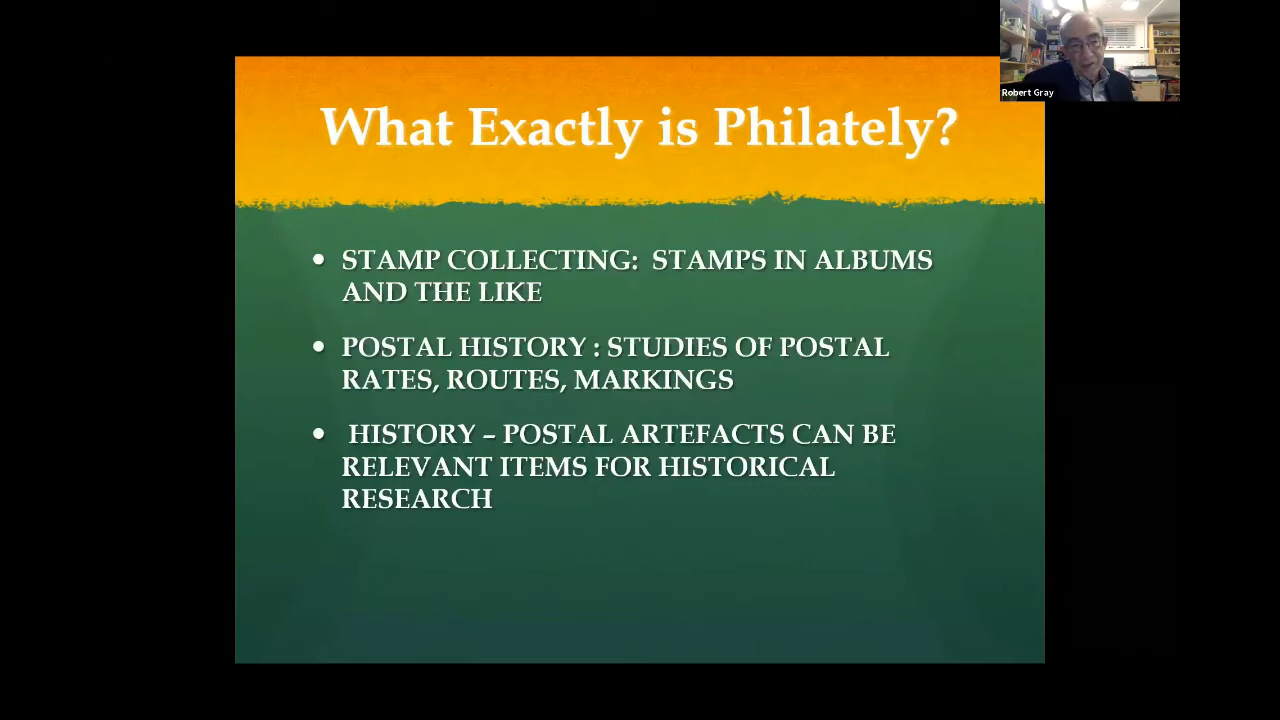 Robert Gray
What Exactly is Philately?
• STAMP COLLECTING:  STAMPS IN ALBUMS
AND THE LIKE
• POSTAL HISTORY : STUDIES OF POSTAL
RATES, ROUTES, MARKINGS
• HISTORY – POSTAL ARTEFACTS CAN BE
RELEVANT ITEMS FOR HISTORICAL
RESEARCH